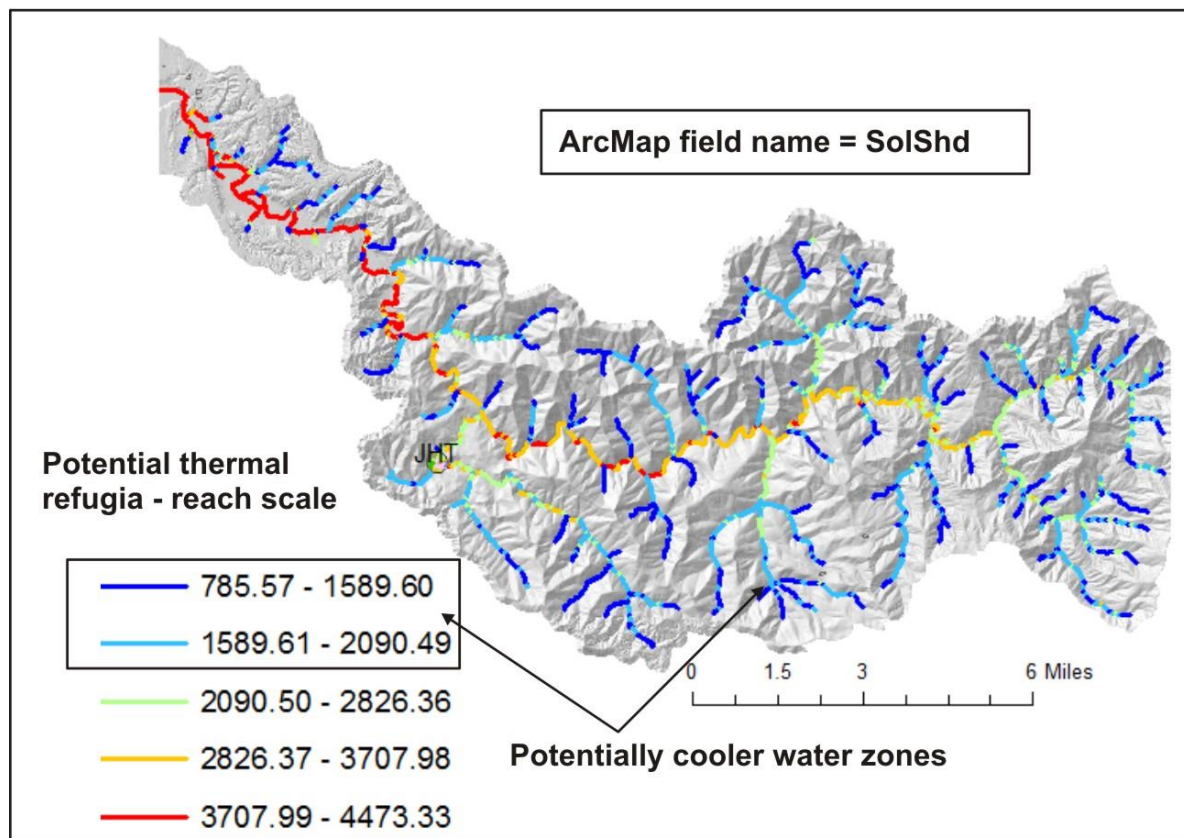 ArcMap field name = SolShd
JHT
Potential thermal
refugia - reach scale
785.57 - 1589.60
1589.61 - 2090.49
2090.50 - 2826.36
2826.37 - 3707.98
3707.99 - 4473.33
0 1.5 3 6 Miles
Potentially cooler water zones